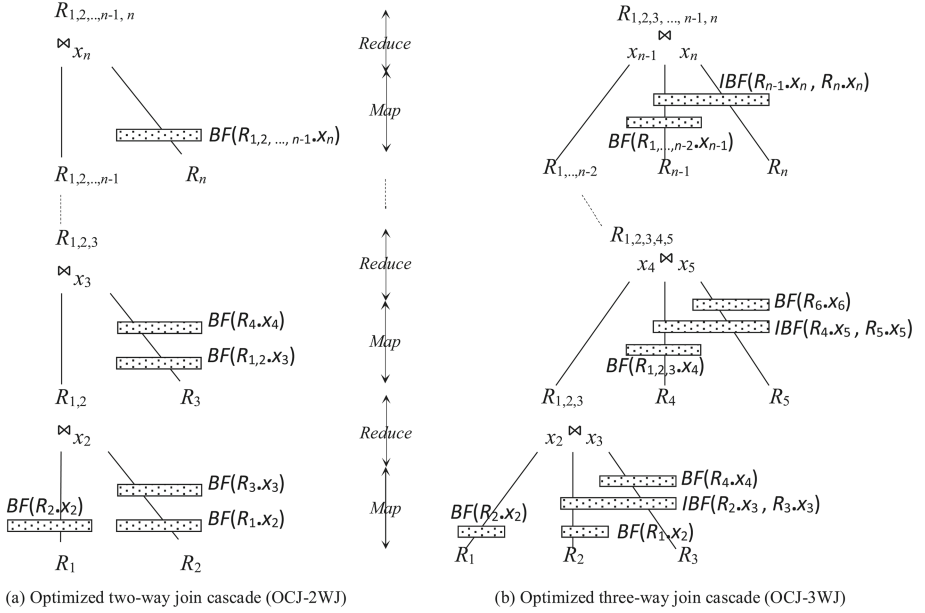 R1,2,..,n-1, n
⋈ xn
BF(R1,2, ..., n-1.xn)
R1,2,..,n-1
Rn
R1,2,3
⋈ x3
BF(R4.x4)
BF(R1,2.x3)
R1,2
R3
⋈ x2
BF(R3.x3)
BF(R2.x2)
BF(R1.x2)
R1
R2
(a) Optimized two-way join cascade (OCJ-2WJ)
Reduce
Map
Reduce
Map
Reduce
Map
R1,2,3, ..., n-1, n
xn-1 ⋈ xn
IBF(Rn-1.xn , Rn.xn)
BF(R1,...,n-2.xn-1)
R1,..,n-2
Rn-1
Rn
R1,2,3,4,5
x4 ⋈ x5
BF(R6.x6)
IBF(R4.x5 , R5.x5)
BF(R1,2,3.x4)
R1,2,3
R4
R5
x2 ⋈ x3
BF(R4.x4)
IBF(R2.x3 , R3.x3)
BF(R2.x2)
BF(R1.x2)
R1
R2
R3
(b) Optimized three-way join cascade (OCJ-3WJ)